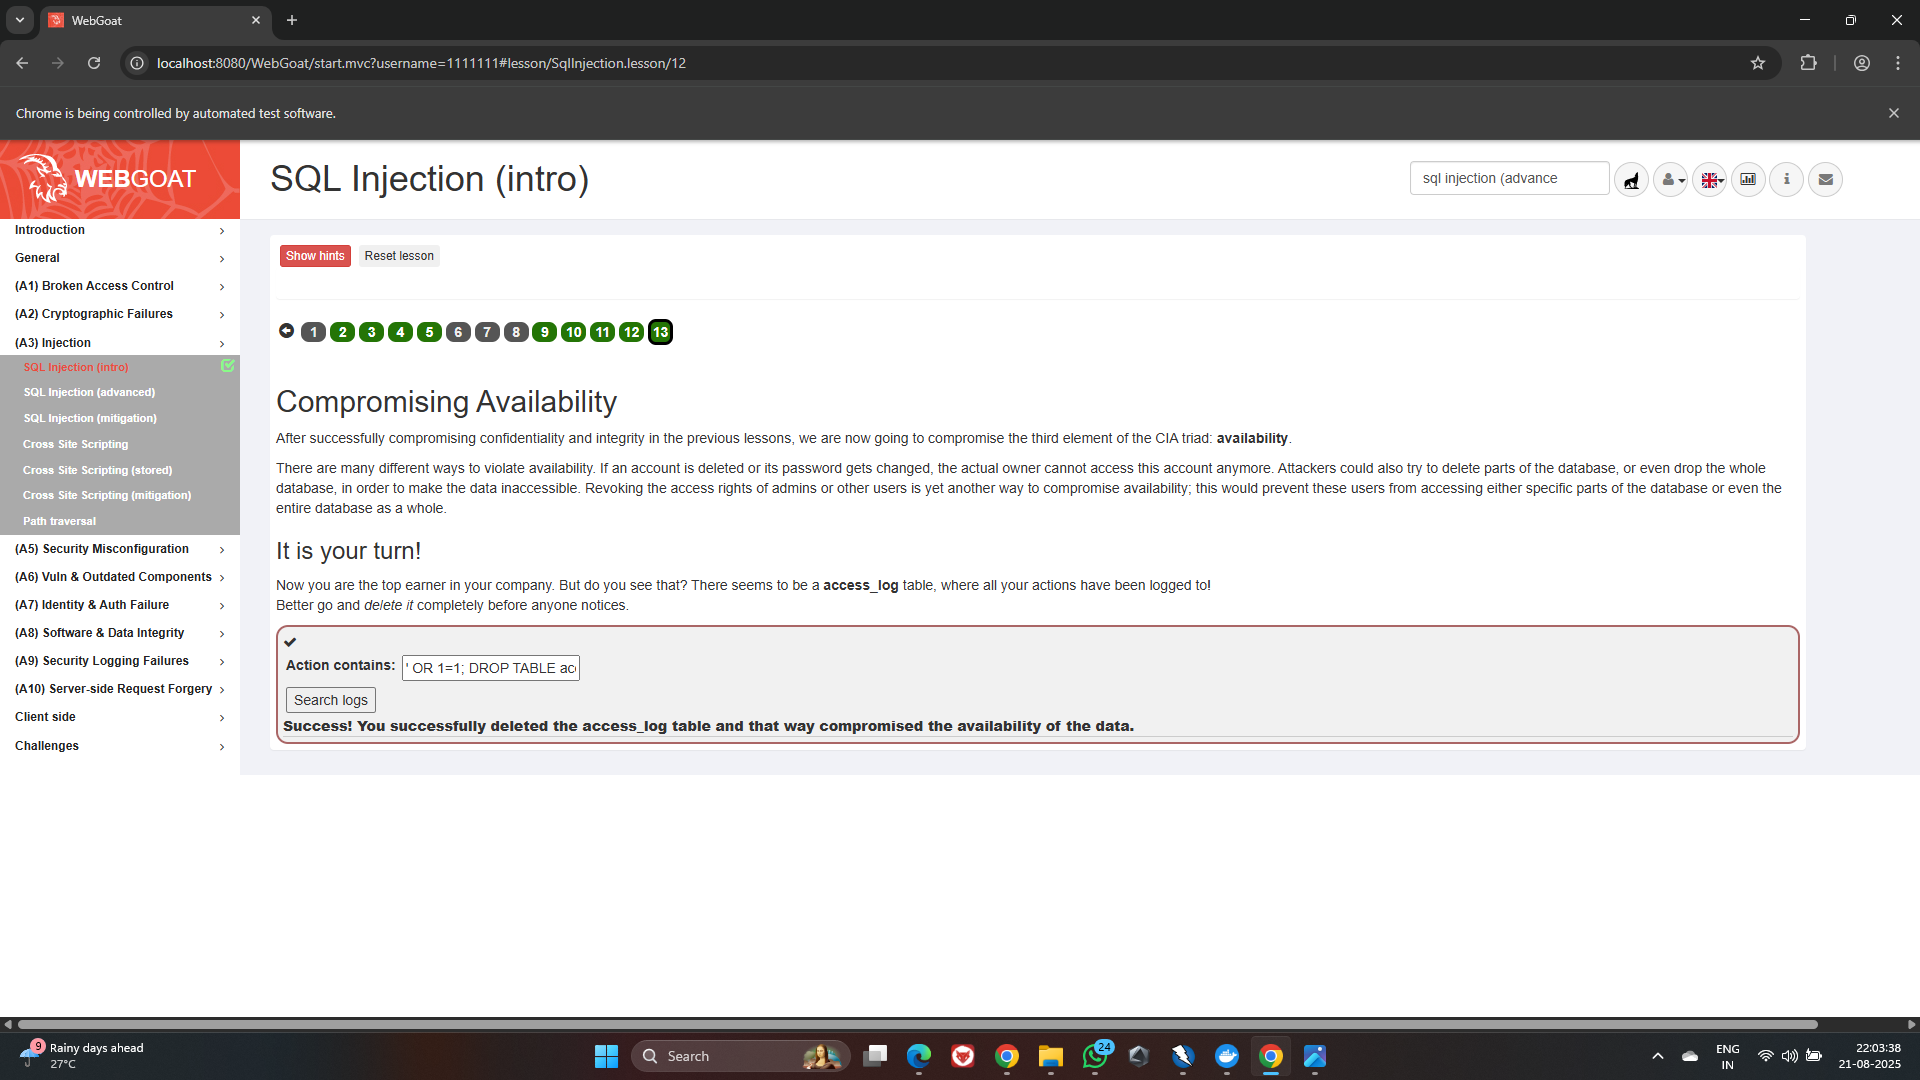 WebGoat
localhost:8080/WebGoat/start.mvc?username=1111111#lesson/SqlInjection.lesson/12
Chrome is being controlled by automated test software.
WEBGOAT
SQL Injection (intro)
sql injection (advance
Introduction
General
(A1) Broken Access Control
(A2) Cryptographic Failures
(A3) Injection
SQL Injection (intro)
SQL Injection (advanced)
SQL Injection (mitigation)
Cross Site Scripting
Cross Site Scripting (stored)
Cross Site Scripting (mitigation)
Path traversal
(A5) Security Misconfiguration
(A6) Vuln & Outdated Components
(A7) Identity & Auth Failure
(A8) Software & Data Integrity
(A9) Security Logging Failures
(A10) Server-side Request Forgery
Client side
Challenges
Show hints Reset lesson
1 2 3 4 5 6 7 8 9 10 11 12 13
Compromising Availability
After successfully compromising confidentiality and integrity in the previous lessons, we are now going to compromise the third element of the CIA triad: availability.
There are many different ways to violate availability. If an account is deleted or its password gets changed, the actual owner cannot access this account anymore. Attackers could also try to delete parts of the database, or even drop the whole
database, in order to make the data inaccessible. Revoking the access rights of admins or other users is yet another way to compromise availability; this would prevent these users from accessing either specific parts of the database or even the
entire database as a whole.
It is your turn!
Now you are the top earner in your company. But do you see that? There seems to be a access_log table, where all your actions have been logged to!
Better go and delete it completely before anyone notices.
Action contains: ' OR 1=1; DROP TABLE acc
Search logs
Success! You successfully deleted the access_log table and that way compromised the availability of the data.
9
Rainy days ahead
27°C
Search
24
ENG
IN
22:03:38
21-08-2025